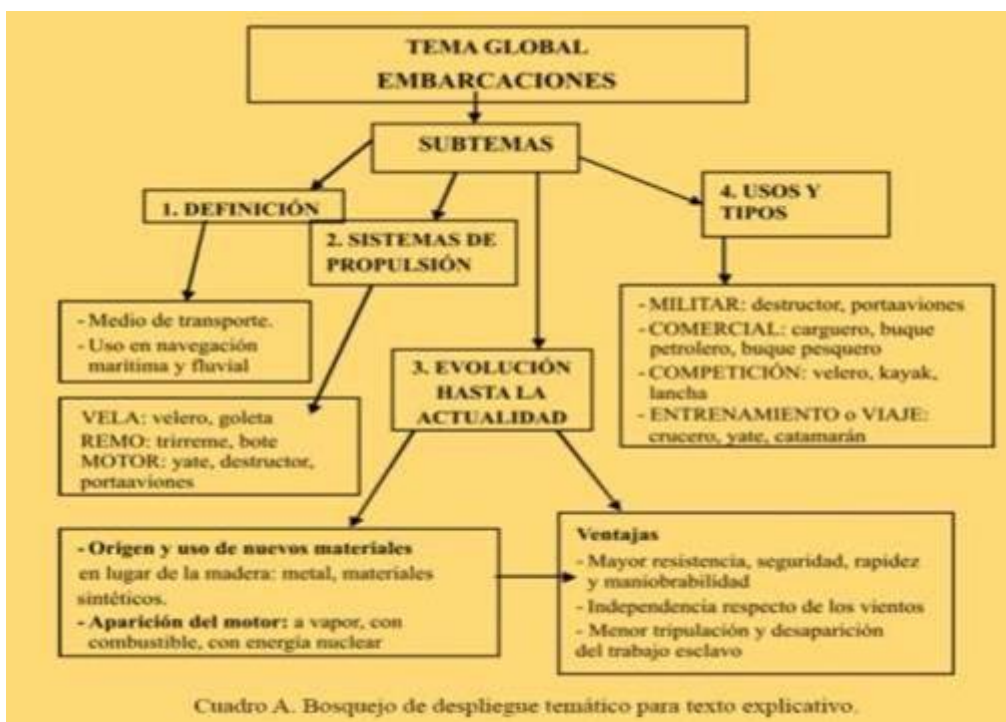 TEMA GLOBAL
EMBARCACIONES
SUBTEMAS
1. DEFINICIÓN
2. SISTEMAS DE
PROPULSIÓN
4. USOS Y
TIPOS
- Medio de transporte.
- Uso en navegación
marítima y fluvial
VELA: velero, goleta
REMO: trirreme, bote
MOTOR: yate, destructor,
portaaviones
3. EVOLUCIÓN
HASTA LA
ACTUALIDAD
- MILITAR: destructor, portaaviones
- COMERCIAL: carguero, buque
petrolero, buque pesquero
- COMPETICIÓN: velero, kayak,
lancha
- ENTRENAMIENTO o VIAJE:
crucero, yate, catamarán
- Origen y uso de nuevos materiales
en lugar de la madera: metal, materiales
sintéticos.
- Aparición del motor: a vapor, con
combustible, con energía nuclear
Ventajas
- Mayor resistencia, seguridad, rapidez
y maniobrabilidad
- Independencia respecto de los vientos
- Menor tripulación y desaparición
del trabajo esclavo
Cuadro A. Bosquejo de despliegue temático para texto explicativo.